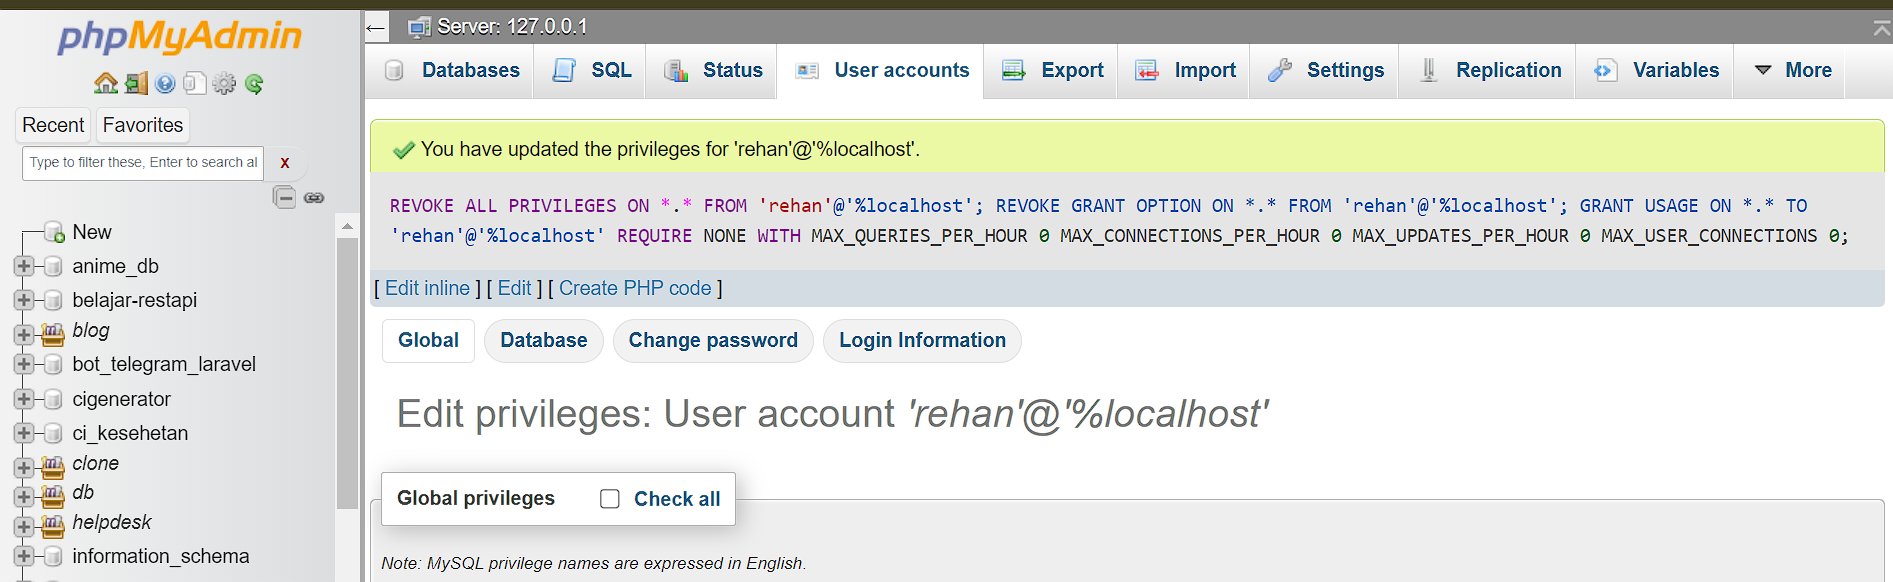 phpMyAdmin
Recent
Favorites
Type to filter these, Enter to search al
X
New
anime_db
belajar-restapi
blog
bot_telegram_laravel
cigenerator
ci_kesehetan
clone
db
helpdesk
information_schema
Server: 127.0.0.1
Databases
SQL
Status
User accounts
Export
Import
Settings
Replication
Variables
More
You have updated the privileges for 'rehan'@'%localhost'.
REVOKE ALL PRIVILEGES ON *.* FROM 'rehan'@'%localhost'; REVOKE GRANT OPTION ON *.* FROM 'rehan'@'%localhost'; GRANT USAGE ON *.* TO
'rehan'@'%localhost' REQUIRE NONE WITH MAX_QUERIES_PER_HOUR 0 MAX_CONNECTIONS_PER_HOUR 0 MAX_UPDATES_PER_HOUR 0 MAX_USER_CONNECTIONS 0;
[ Edit inline ] [ Edit ] [ Create PHP code ]
Global
Database
Change password
Login Information
Edit privileges: User account 'rehan'@'%localhost'
Global privileges
Check all
Note: MySQL privilege names are expressed in English.